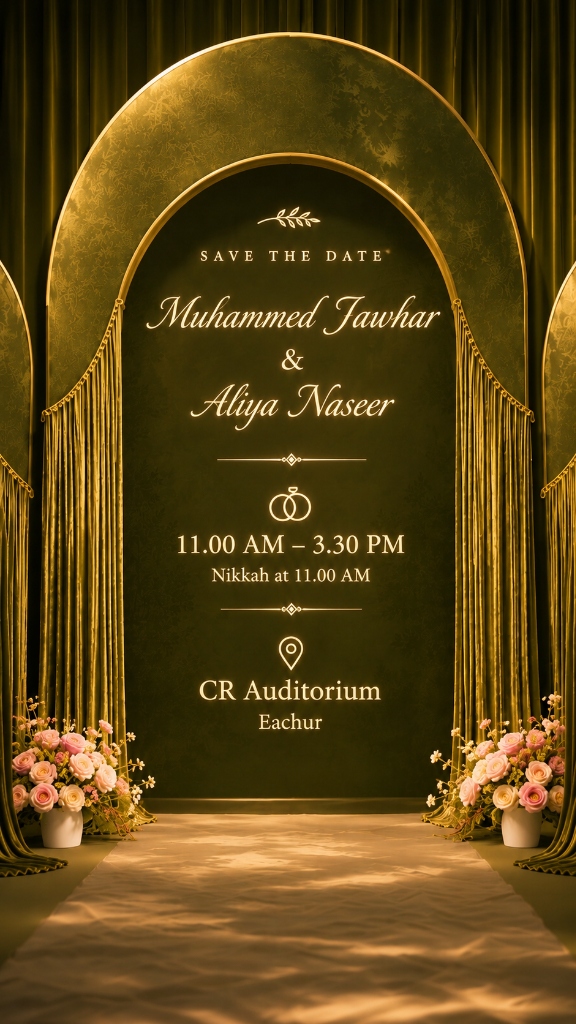 SAVE THE DATE
Muhammed Jawhar
&
Aliya Naseer
11.00 AM – 3.30 PM
Nikkah at 11.00 AM
CR Auditorium
Eachur